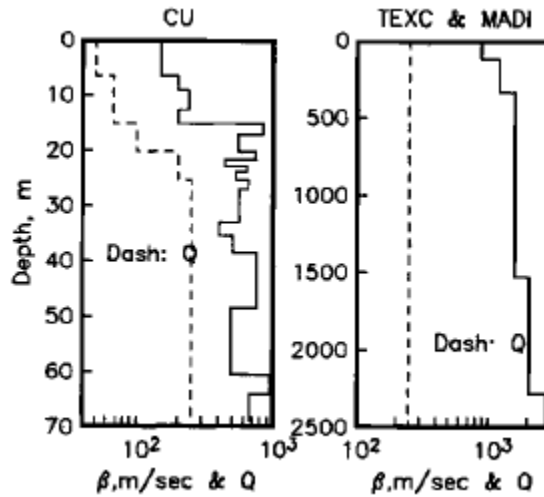 CU
0
10
20
30
40
50
60
70
Depth, m
Dash: Q
10² 10³
β,m/sec & Q
TEXC & MADI
0
500
1000
1500
2000
2500
Dash: Q
10² 10³
β,m/sec & Q